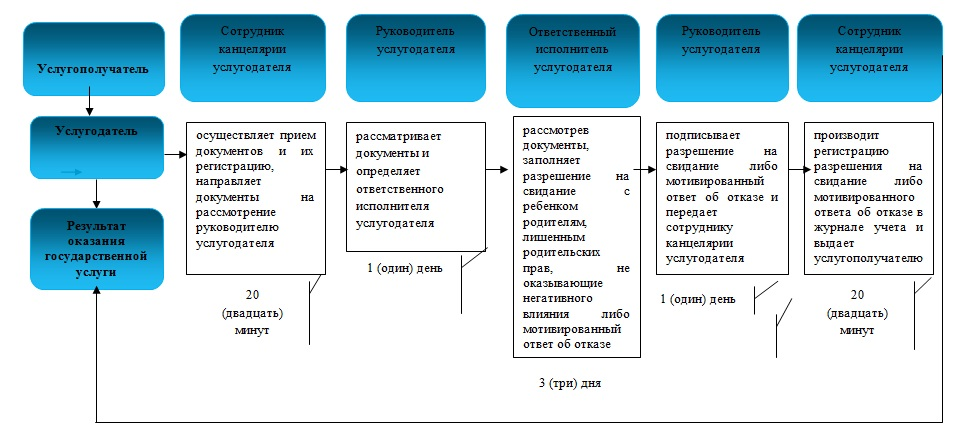 Услугополучатель
Услугодатель
Результат
оказания
государственной
услуги
Сотрудник
канцелярии
услугодателя
осуществляет прием
документов и их
регистрацию,
направляет
документы на
рассмотрение
руководителю
услугодателя
20
(двадцать)
минут
Руководитель
услугодателя
рассматривает
документы и
определяет
ответственного
исполнителя
услугодателя
1 (один) день
Ответственный
исполнитель
услугодателя
рассмотрев
документы,
заполняет
разрешение на
свидание с
ребенком
родителям,
лишенным
родительских
прав, не
оказывающие
негативного
влияния либо
мотивированный
ответ об отказе
3 (три) дня
Руководитель
услугодателя
подписывает
разрешение на
свидание либо
мотивированный
ответ об отказе и
передает
сотруднику
канцелярии
услугодателя
1 (один) день
Сотрудник
канцелярии
услугодателя
производит
регистрацию
разрешения на
свидание либо
мотивированного
ответа об отказе в
журнале учета и
выдает
услугополучателю
20
(двадцать)
минут